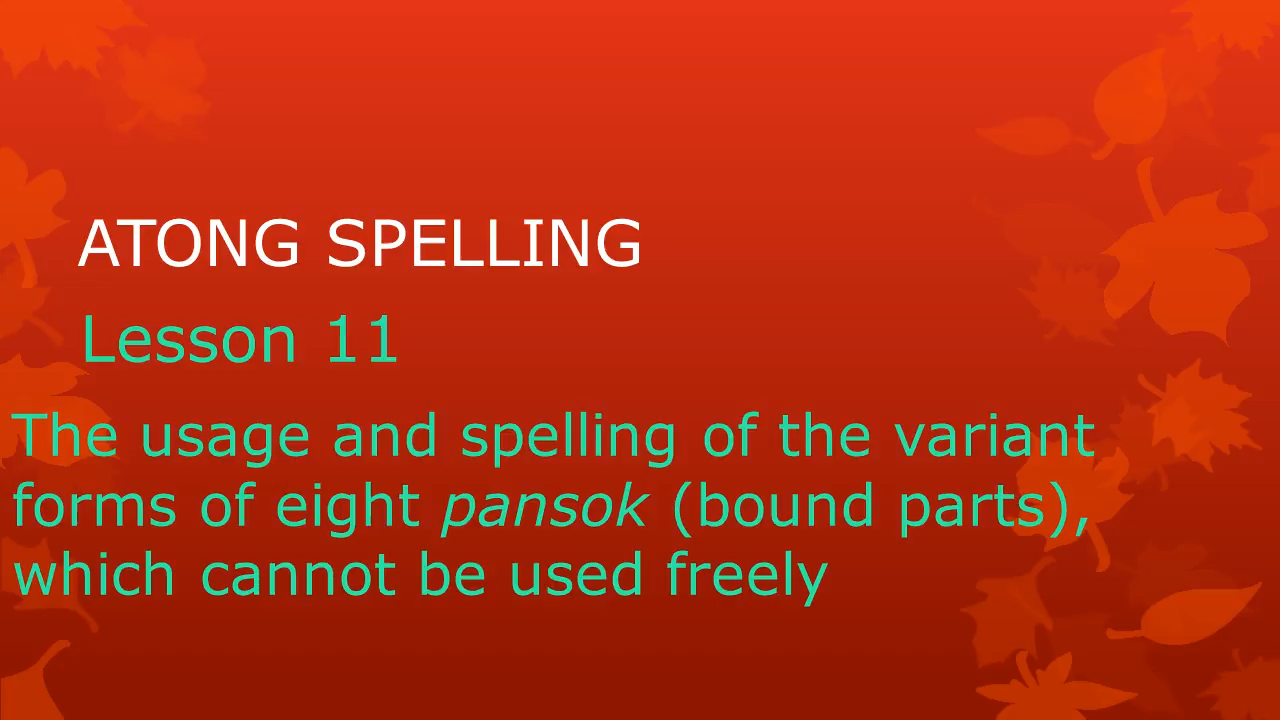 ATONG SPELLING
Lesson 11
The usage and spelling of the variant
forms of eight pansok (bound parts),
which cannot be used freely